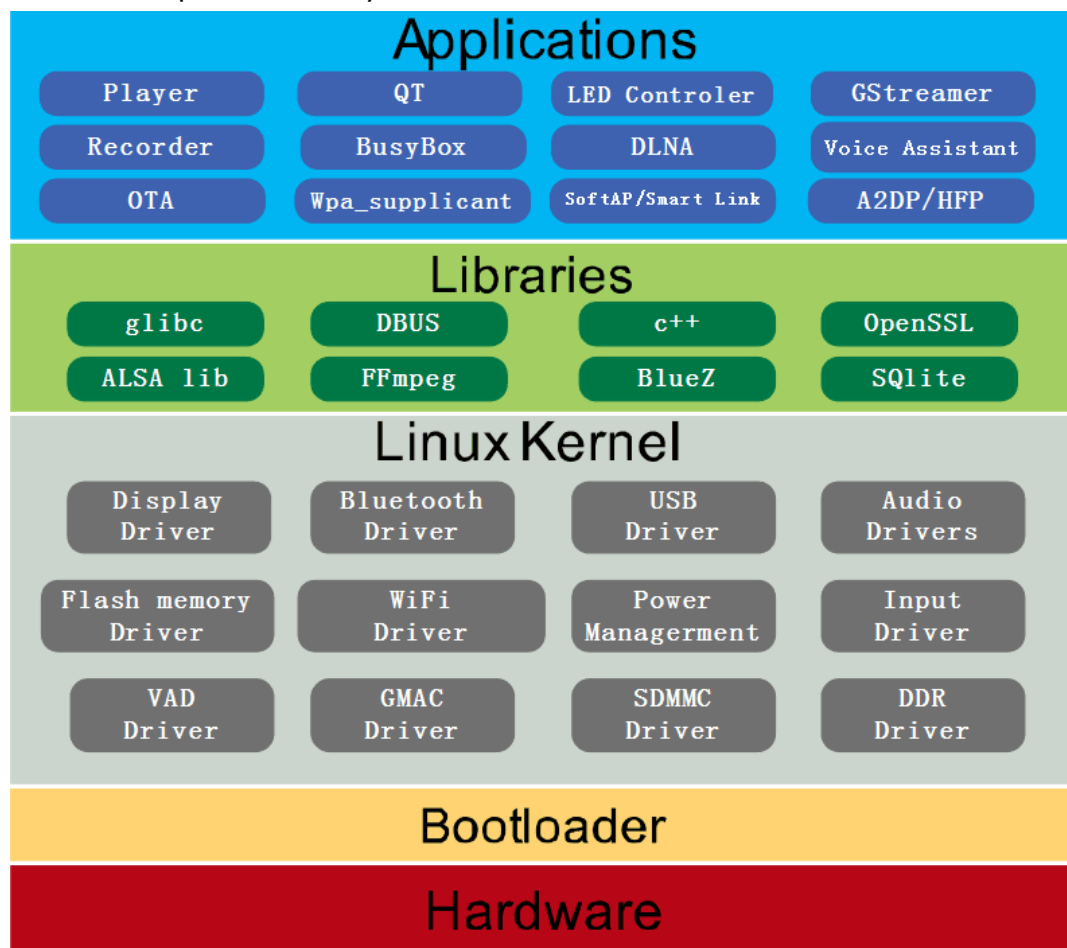 Applications
Player QT LED Controler GStreamer
Recorder BusyBox DLNA Voice Assistant
OTA Wpa_supplicant SoftAP/Smart Link A2DP/HFP
Libraries
glibc DBUS c++ OpenSSL
ALSA lib FFmpeg BlueZ SQlite
Linux Kernel
Display Driver
Bluetooth Driver
USB Driver
Audio Drivers
Flash memory Driver
WiFi Driver
Power Managerment
Input Driver
VAD Driver
GMAC Driver
SDMMC Driver
DDR Driver
Bootloader
Hardware